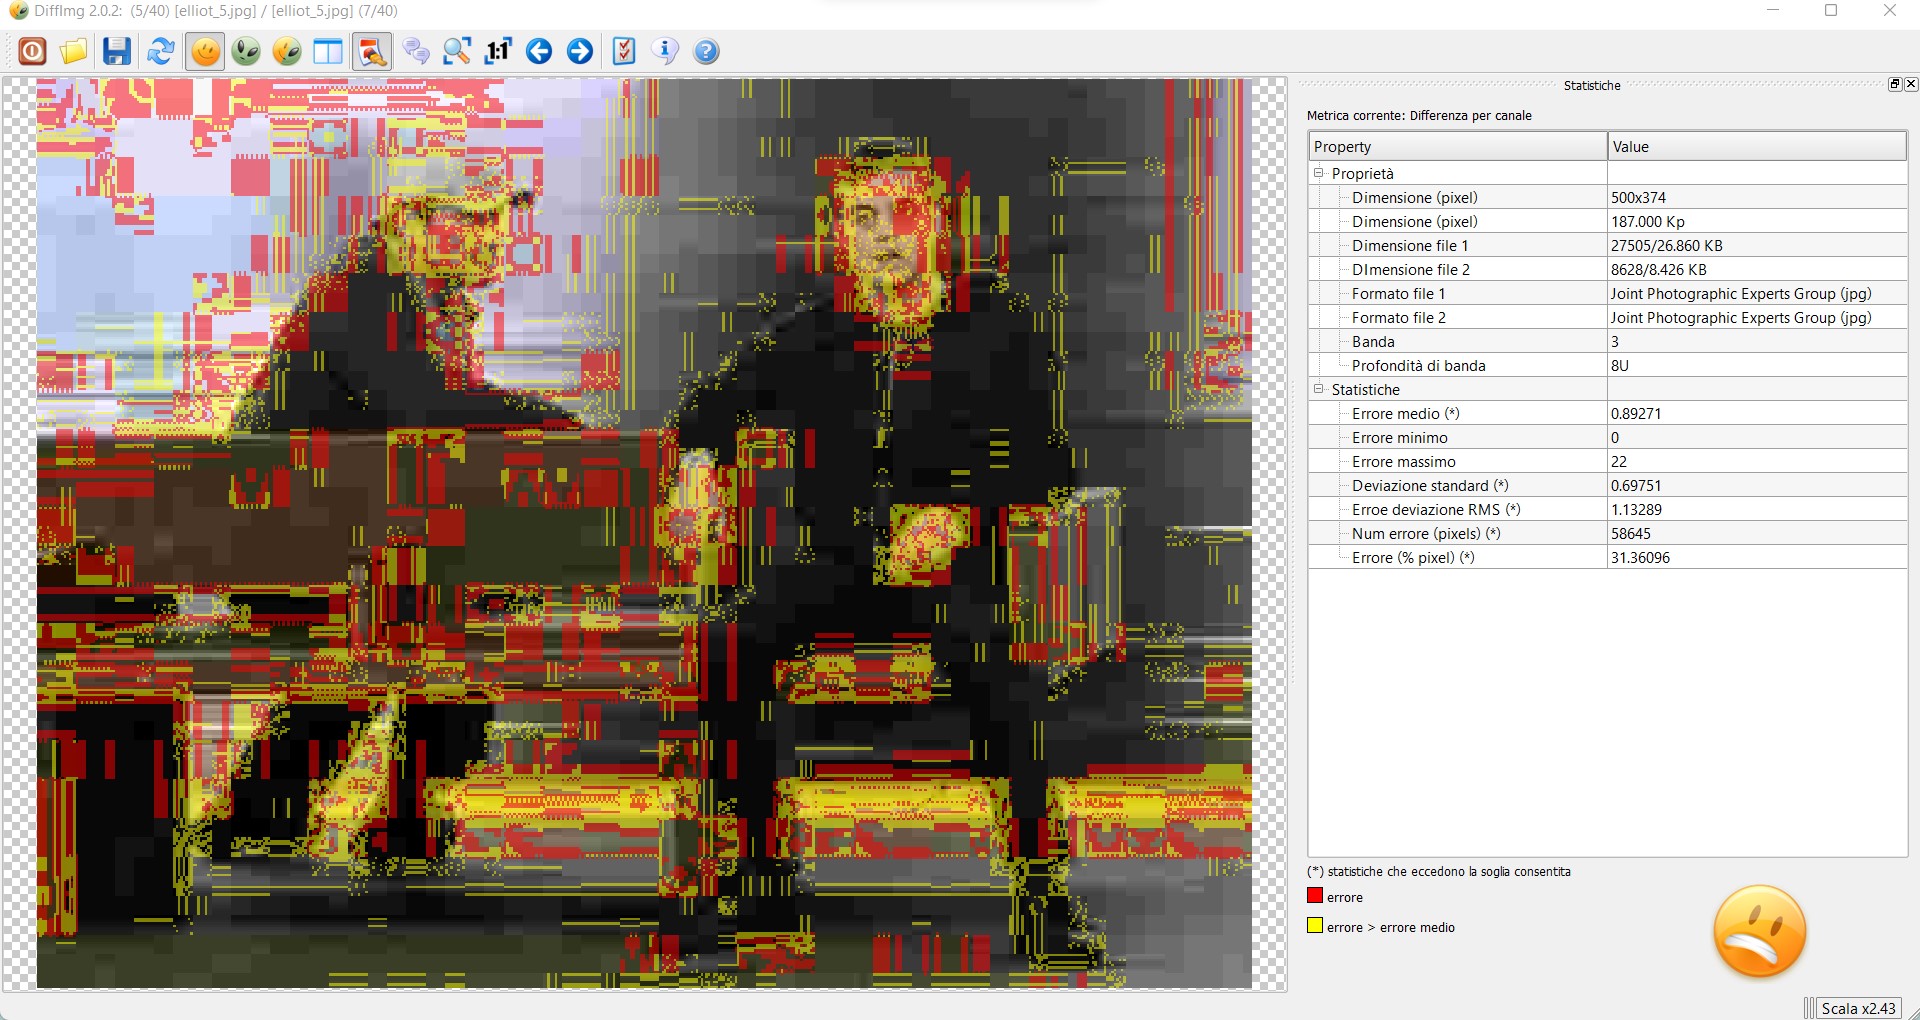 DiffImg 2.0.2: (5/40) [elliot_5.jpg] / [elliot_5.jpg] (7/40)
1:1
Statistiche
Metrica corrente: Differenza per canale
Property Value
Proprietà
Dimensione (pixel) 500x374
Dimensione (pixel) 187.000 Kp
Dimensione file 1 27505/26.860 KB
DImensione file 2 8628/8.426 KB
Formato file 1 Joint Photographic Experts Group (jpg)
Formato file 2 Joint Photographic Experts Group (jpg)
Banda 3
Profondità di banda 8U
Statistiche
Errore medio (*) 0.89271
Errore minimo 0
Errore massimo 22
Deviazione standard (*) 0.69751
Erroe deviazione RMS (*) 1.13289
Num errore (pixels) (*) 58645
Errore (% pixel) (*) 31.36096
(*) statistiche che eccedono la soglia consentita
errore
errore > errore medio
Scala x2.43